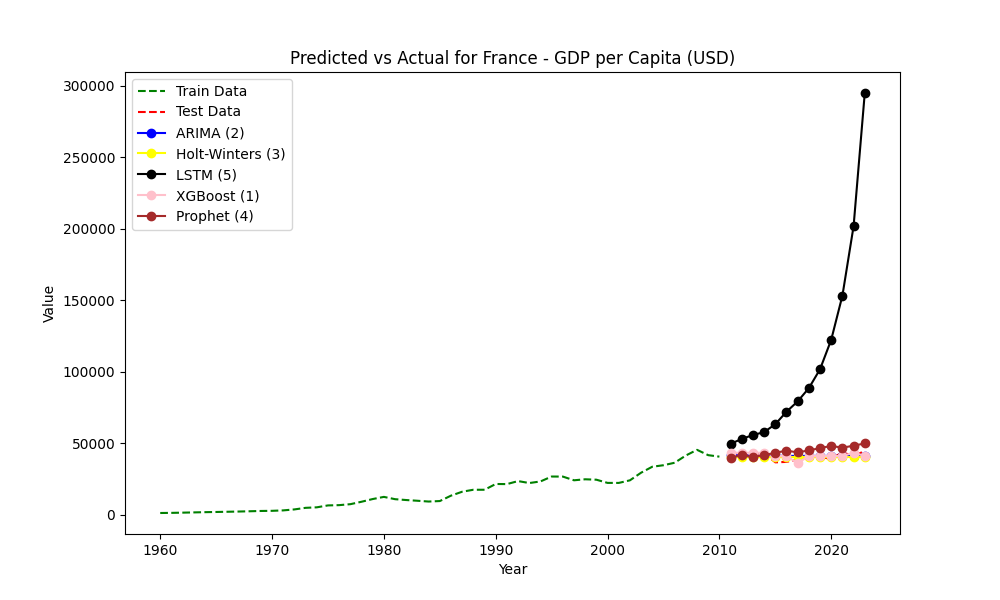 Predicted vs Actual for France - GDP per Capita (USD)
300000
250000
200000
150000
100000
50000
0
Value
Train Data
Test Data
ARIMA (2)
Holt-Winters (3)
LSTM (5)
XGBoost (1)
Prophet (4)
1960
1970
1980
1990
2000
2010
2020
Year